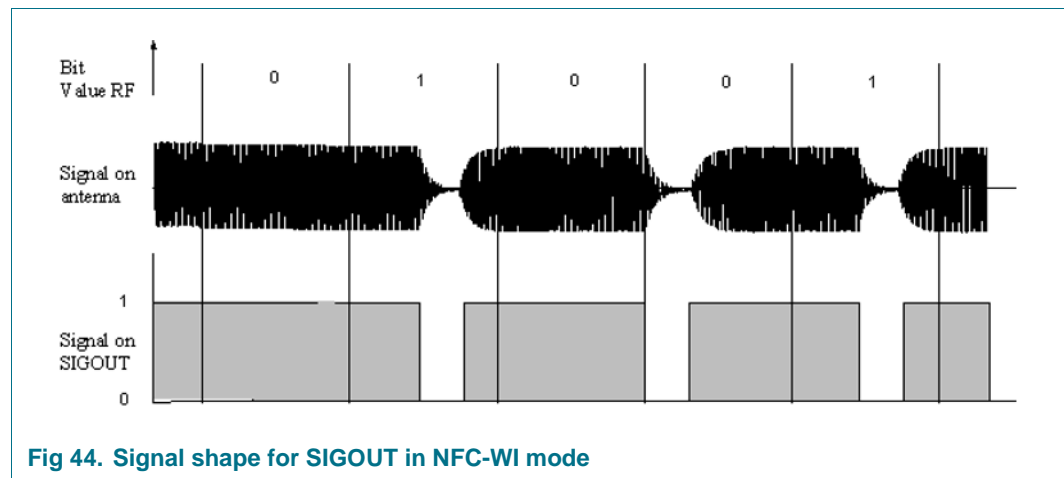 Bit
Value RF
0 1 0 0 1
Signal on
antenna
1
Signal on
SIGOUT
0
Fig 44. Signal shape for SIGOUT in NFC-WI mode